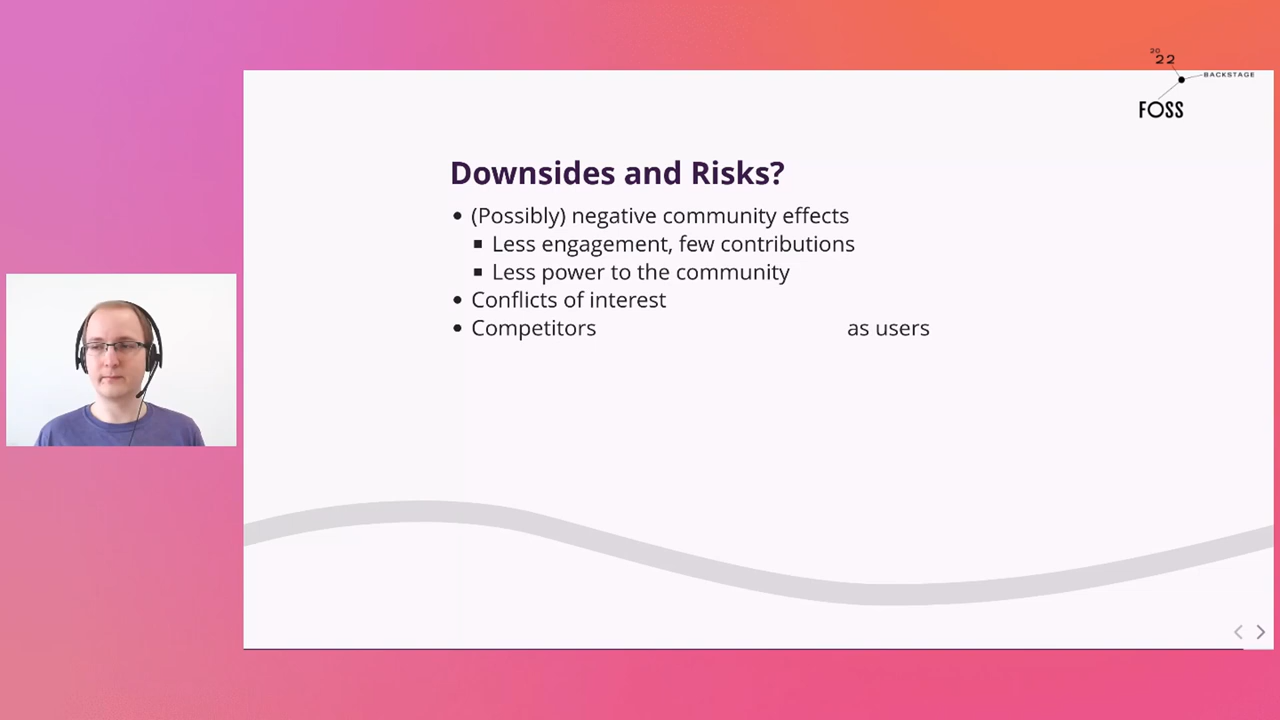 20
22
BACKSTAGE
FOSS
Downsides and Risks?
• (Possibly) negative community effects
▪ Less engagement, few contributions
▪ Less power to the community
• Conflicts of interest
• Competitors as users